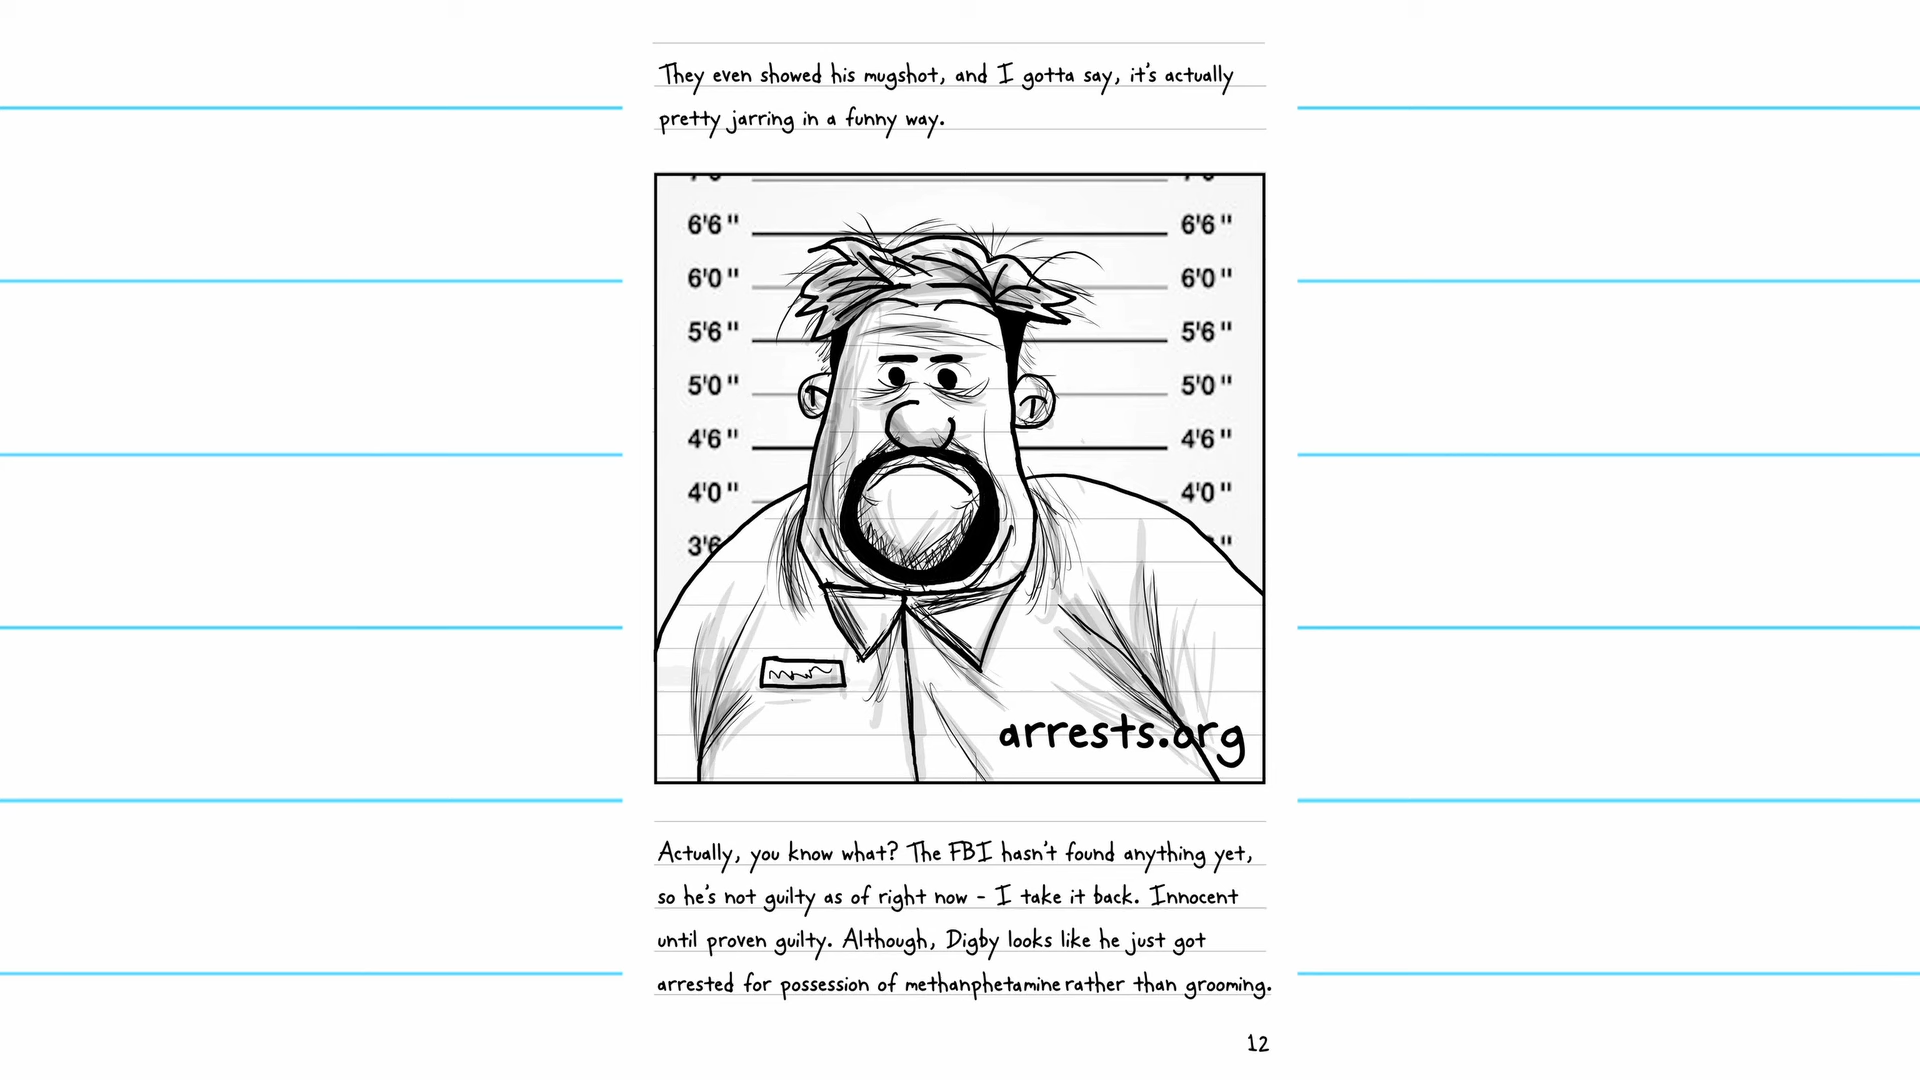 They even showed his mugshot, and I gotta say, it's actually
pretty jarring in a funny way.
6'6" 6'6"
6'0" 6'0"
5'6" 5'6"
5'0" 5'0"
4'6" 4'6"
4'0" 4'0"
3'6
arrests.org
Actually, you know what? The FBI hasn't found anything yet,
so he's not guilty as of right now - I take it back. Innocent
until proven guilty. Although, Digby looks like he just got
arrested for possession of methanphetamine rather than grooming.
12